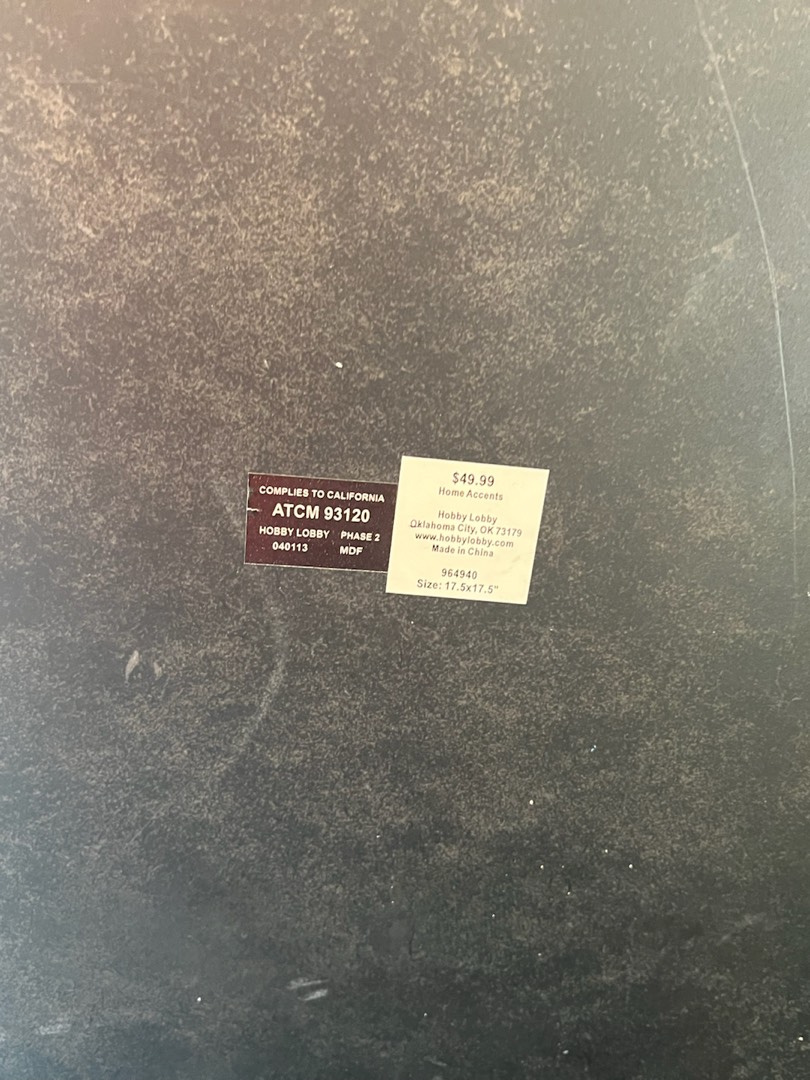 COMPLIES TO CALIFORNIA
ATCM 93120
HOBBY LOBBY PHASE 2
040113 MDF
$49.99
Home Accents
Hobby Lobby
Oklahoma City, OK 73179
www.hobbylobby.com
Made in China
964940
Size: 17.5x17.5"